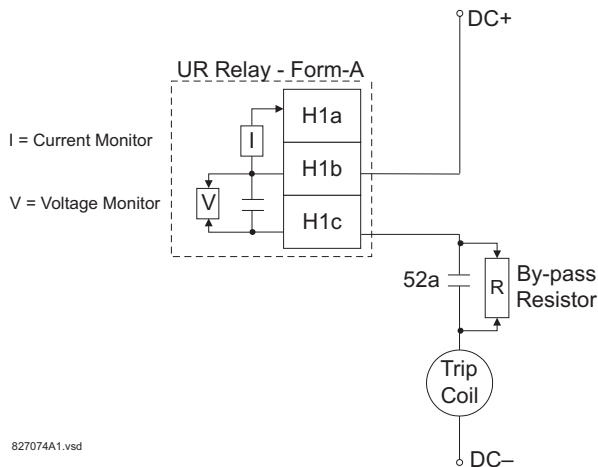 DC+
UR Relay - Form-A
I = Current Monitor
V = Voltage Monitor
I
V
H1a
H1b
H1c
52a
R
By-pass
Resistor
Trip
Coil
827074A1.vsd
DC–